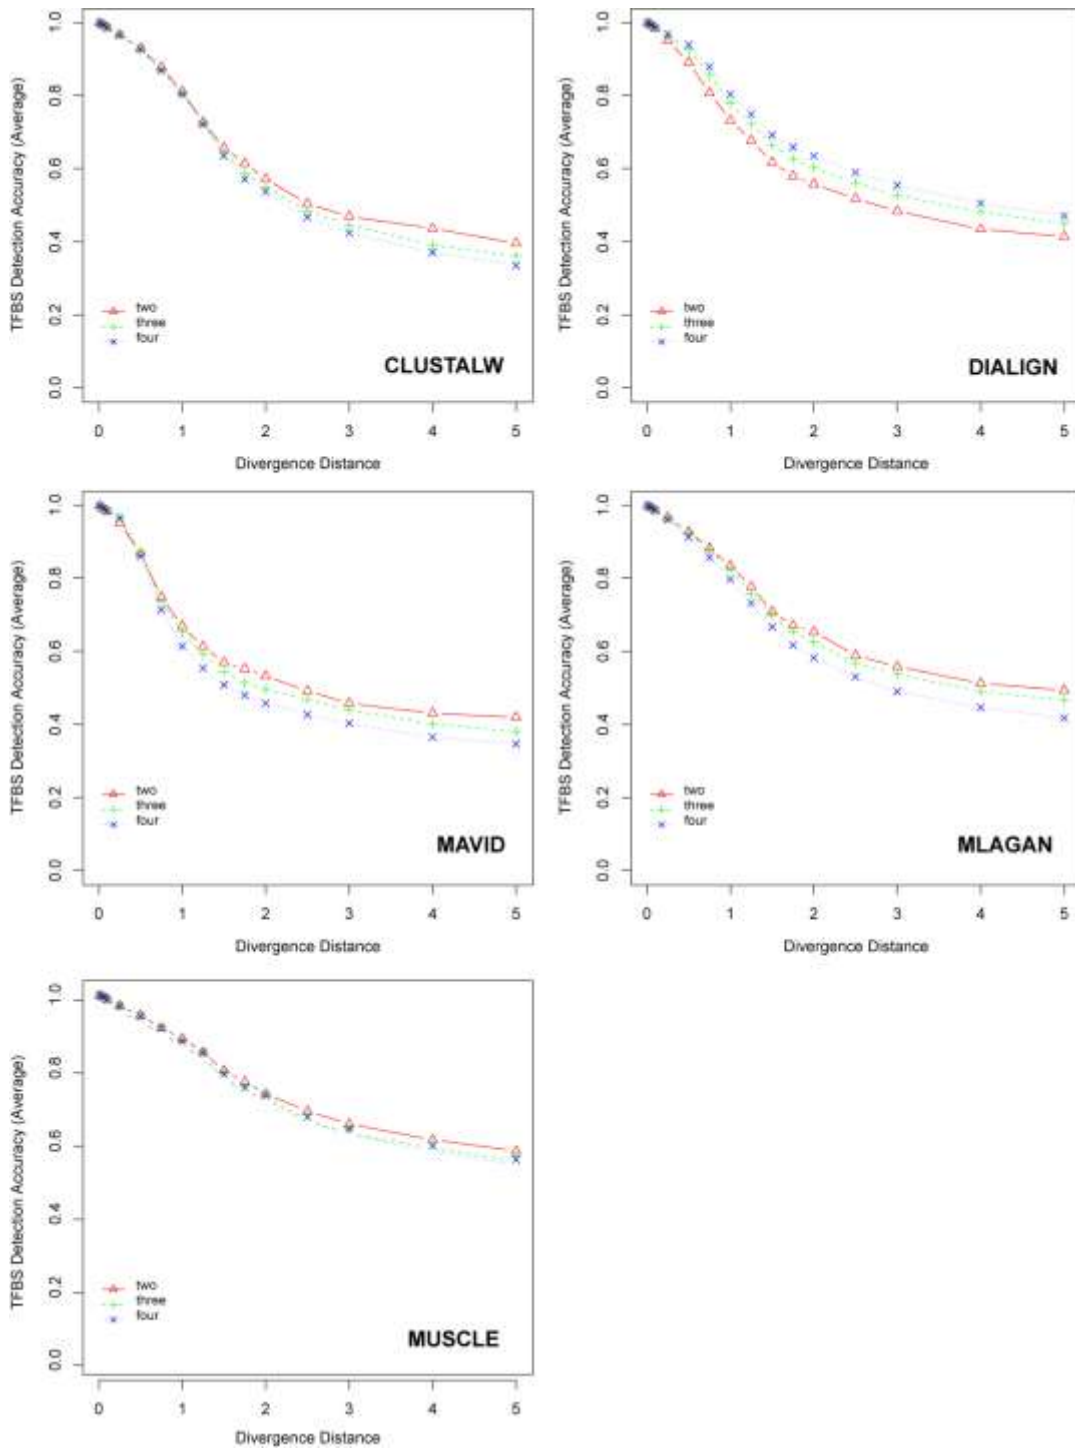 TFBS Detection Accuracy (Average)
1.0
0.8
0.6
0.4
0.2
0.0
two
three
four
CLUSTALW
0 1 2 3 4 5
Divergence Distance
TFBS Detection Accuracy (Average)
1.0
0.8
0.6
0.4
0.2
0.0
two
three
four
DIALIGN
0 1 2 3 4 5
Divergence Distance
TFBS Detection Accuracy (Average)
1.0
0.8
0.6
0.4
0.2
0.0
two
three
four
MAVID
0 1 2 3 4 5
Divergence Distance
TFBS Detection Accuracy (Average)
1.0
0.8
0.6
0.4
0.2
0.0
two
three
four
MLAGAN
0 1 2 3 4 5
Divergence Distance
TFBS Detection Accuracy (Average)
1.0
0.8
0.6
0.4
0.2
0.0
two
three
four
MUSCLE
0 1 2 3 4 5
Divergence Distance